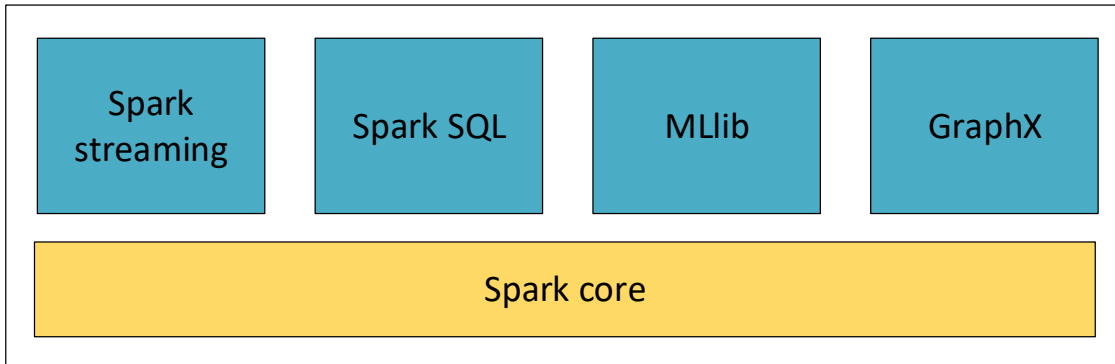 Spark
streaming
Spark SQL
MLlib
GraphX
Spark core